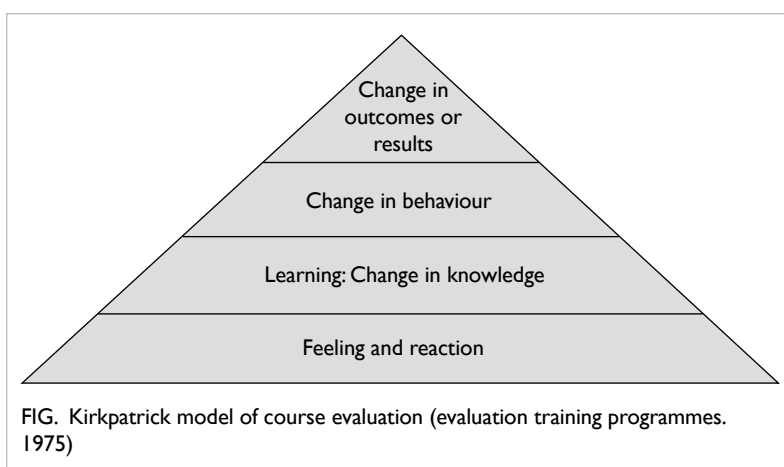 Change in
outcomes or
results
Change in behaviour
Learning: Change in knowledge
Feeling and reaction
FIG. Kirkpatrick model of course evaluation (evaluation training programmes.
1975)